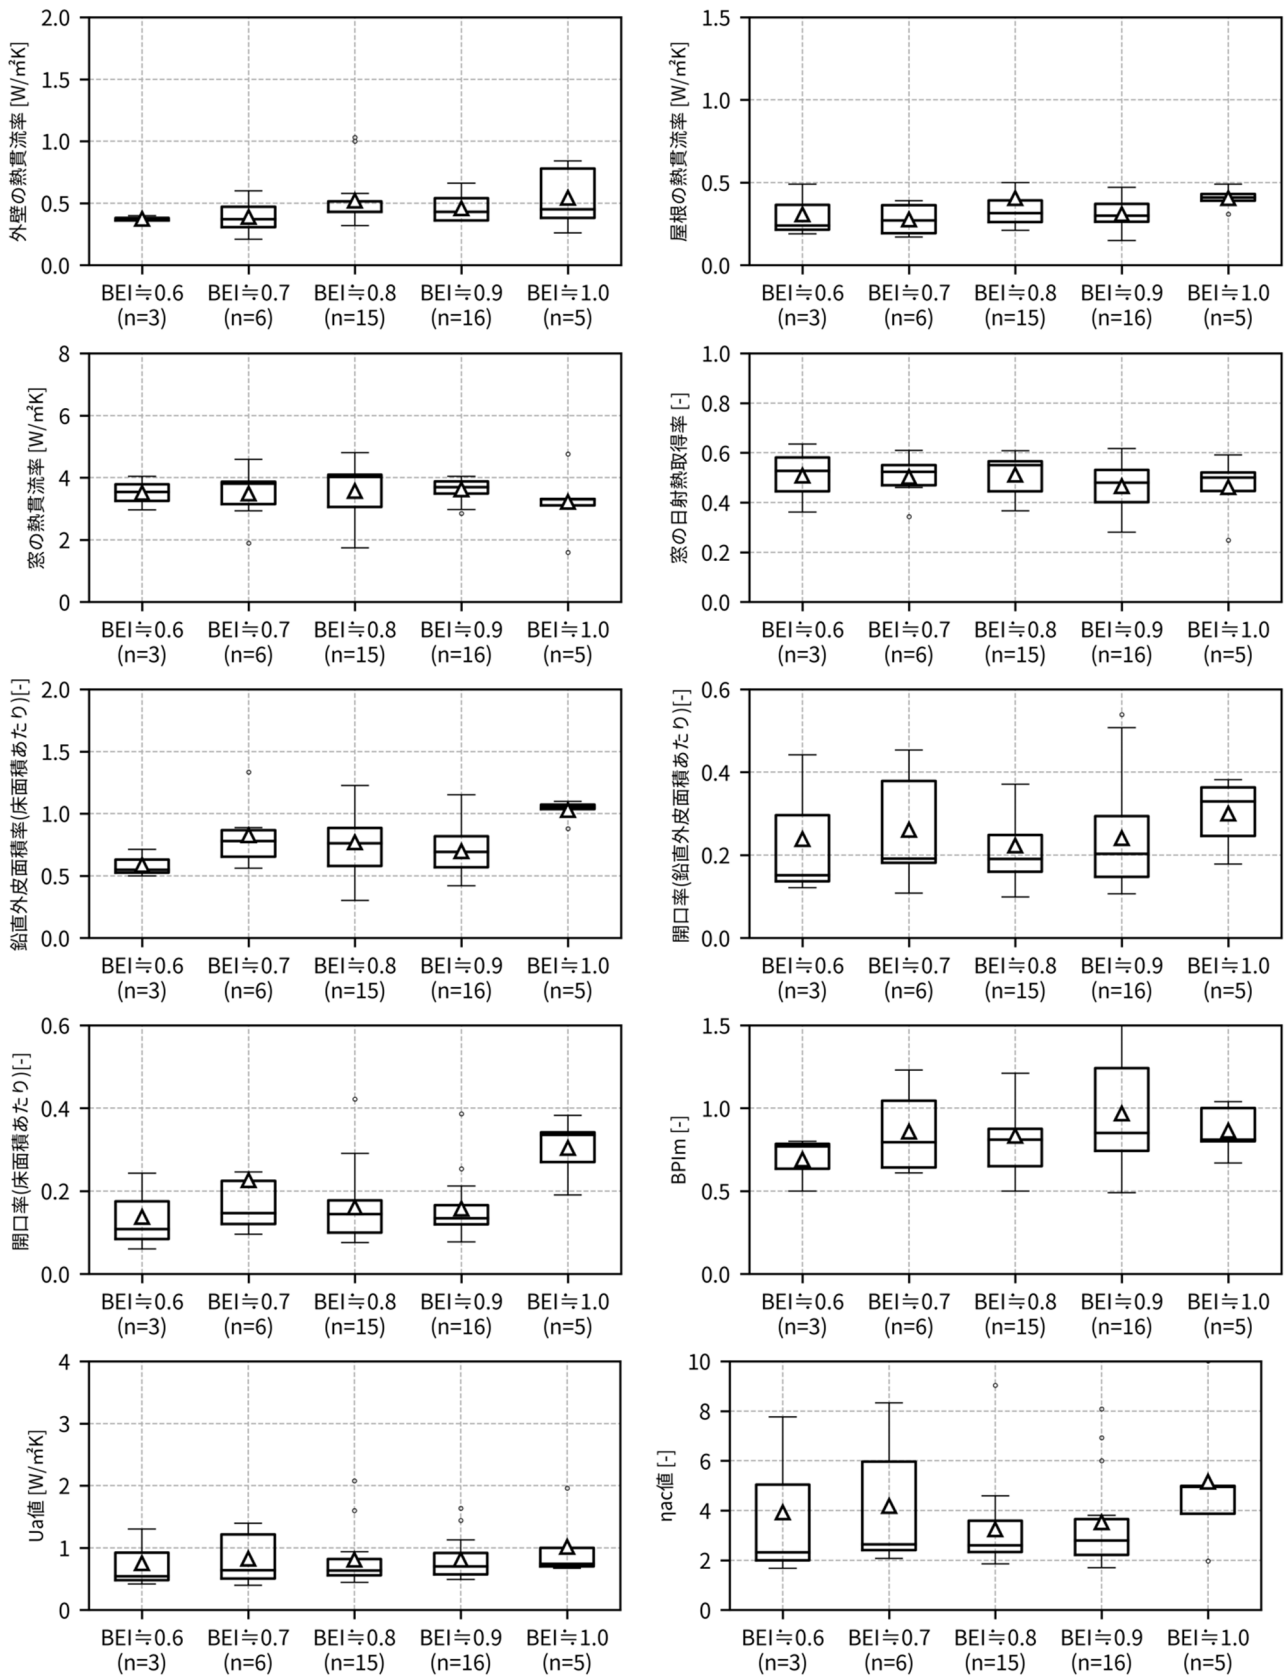 外壁の熱貫流率 [W/㎡K]
2.0
1.5
1.0
0.5
0.0
BEI≒0.6 BEI≒0.7 BEI≒0.8 BEI≒0.9 BEI≒1.0
(n=3) (n=6) (n=15) (n=16) (n=5)
屋根の熱貫流率 [W/㎡K]
1.5
1.0
0.5
0.0
BEI≒0.6 BEI≒0.7 BEI≒0.8 BEI≒0.9 BEI≒1.0
(n=3) (n=6) (n=15) (n=16) (n=5)
窓の熱貫流率 [W/㎡K]
8
6
4
2
0
BEI≒0.6 BEI≒0.7 BEI≒0.8 BEI≒0.9 BEI≒1.0
(n=3) (n=6) (n=15) (n=16) (n=5)
窓の日射熱取得率 [-]
1.0
0.8
0.6
0.4
0.2
0.0
BEI≒0.6 BEI≒0.7 BEI≒0.8 BEI≒0.9 BEI≒1.0
(n=3) (n=6) (n=15) (n=16) (n=5)
鉛直外皮面積率(床面積あたり)[-]
2.0
1.5
1.0
0.5
0.0
BEI≒0.6 BEI≒0.7 BEI≒0.8 BEI≒0.9 BEI≒1.0
(n=3) (n=6) (n=15) (n=16) (n=5)
開口率(鉛直外皮面積あたり)[-]
0.6
0.4
0.2
0.0
BEI≒0.6 BEI≒0.7 BEI≒0.8 BEI≒0.9 BEI≒1.0
(n=3) (n=6) (n=15) (n=16) (n=5)
開口率(床面積あたり)[-]
0.6
0.4
0.2
0.0
BEI≒0.6 BEI≒0.7 BEI≒0.8 BEI≒0.9 BEI≒1.0
(n=3) (n=6) (n=15) (n=16) (n=5)
BPIm [-]
1.5
1.0
0.5
0.0
BEI≒0.6 BEI≒0.7 BEI≒0.8 BEI≒0.9 BEI≒1.0
(n=3) (n=6) (n=15) (n=16) (n=5)
Ua値 [W/㎡K]
4
3
2
1
0
BEI≒0.6 BEI≒0.7 BEI≒0.8 BEI≒0.9 BEI≒1.0
(n=3) (n=6) (n=15) (n=16) (n=5)
ηac値 [-]
10
8
6
4
2
0
BEI≒0.6 BEI≒0.7 BEI≒0.8 BEI≒0.9 BEI≒1.0
(n=3) (n=6) (n=15) (n=16) (n=5)